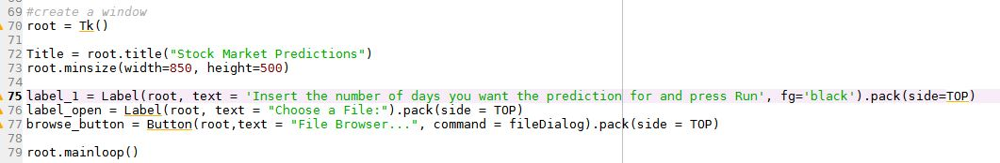 69 #create a window
70 root = Tk()
71
72 Title = root.title("Stock Market Predictions")
73 root.minsize(width=850, height=500)
74
75 label_1 = Label(root, text = 'Insert the number of days you want the prediction for and press Run', fg='black').pack(side=TOP)
76 label_open = Label(root, text = "Choose a File:").pack(side = TOP)
77 browse_button = Button(root,text = "File Browser...", command = fileDialog).pack(side = TOP)
78
79 root.mainloop()